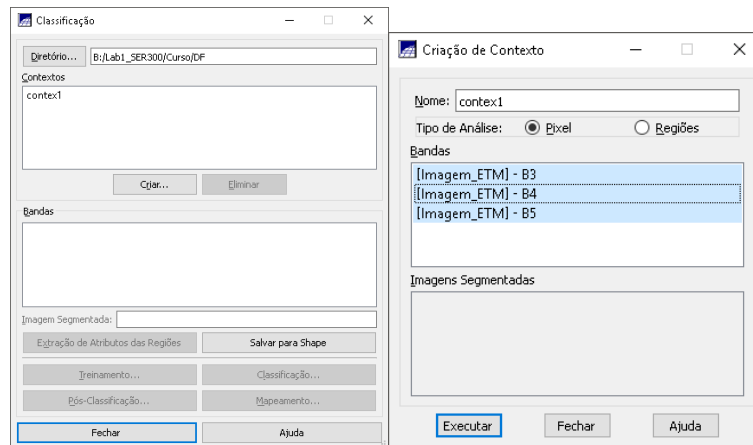 Classificação
Diretório... B:/Lab1_SER300/Curso/DF
Contextos
contex1
Criar... Eliminar
Bandas
Imagem Segmentada:
Extração de Atributos das Regiões Salvar para Shape
Treinamento... Classificação...
Pós-Classificação... Mapeamento...
Fechar Ajuda
Criação de Contexto
Nome: contex1
Tipo de Análise: Pixel Regiões
Bandas
[Imagem_ETM] - B3
[Imagem_ETM] - B4
[Imagem_ETM] - B5
Imagens Segmentadas
Executar Fechar Ajuda